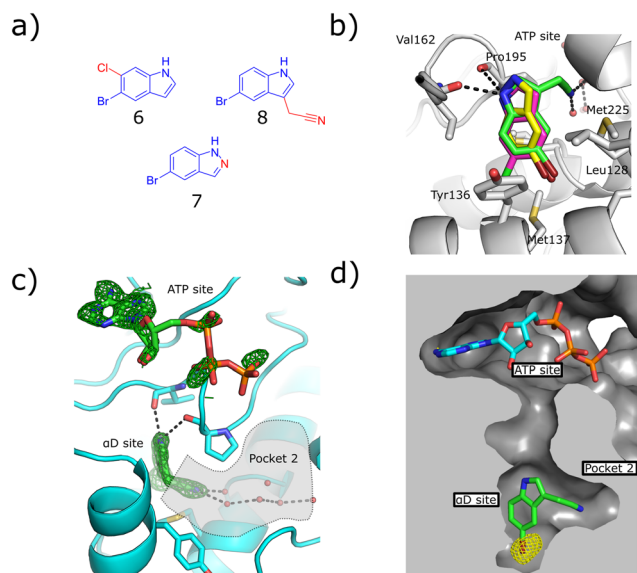 a)
H
Cl
N
Br
6
H
N
Br
N
8
H
N
N
Br
7
b)
ATP site
Val162
Pro195
Met225
Leu128
Tyr136
Met137
c)
ATP site
αD site
Pocket 2
d)
ATP site
Pocket 2
αD site